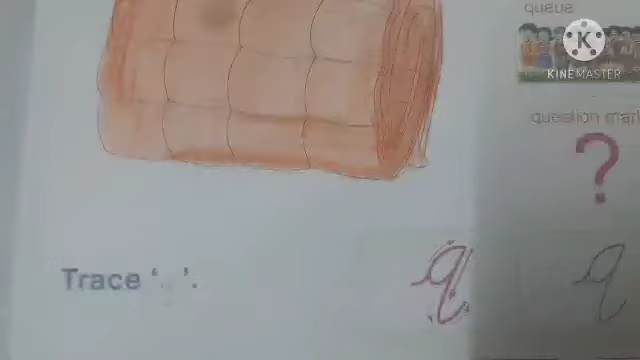 queue
KINEMASTER
question mark
?
Trace ' '.
q q